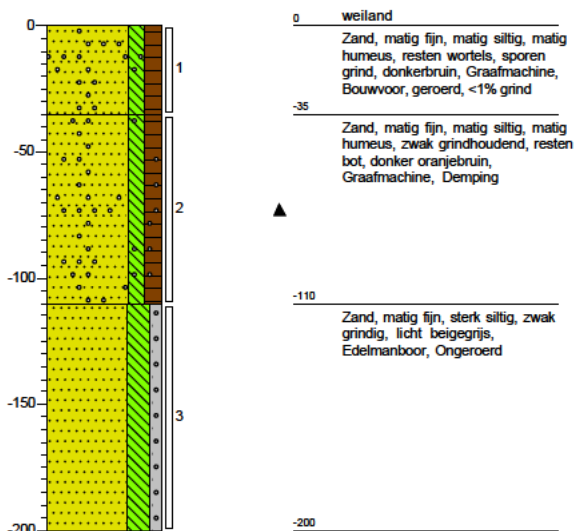 0
-50
-100
-150
-200
1
2
3
0 weiland
Zand, matig fijn, matig siltig, matig
humeus, resten wortels, sporen
grind, donkerbruin, Graafmachine,
Bouwvoor, geroerd, <1% grind
-35
Zand, matig fijn, matig siltig, matig
humeus, zwak grindhoudend, resten
bot, donker oranjebruin,
Graafmachine, Demping
-110
Zand, matig fijn, sterk siltig, zwak
grindig, licht beigegrijs,
Edelmanboor, Ongeroerd
-200